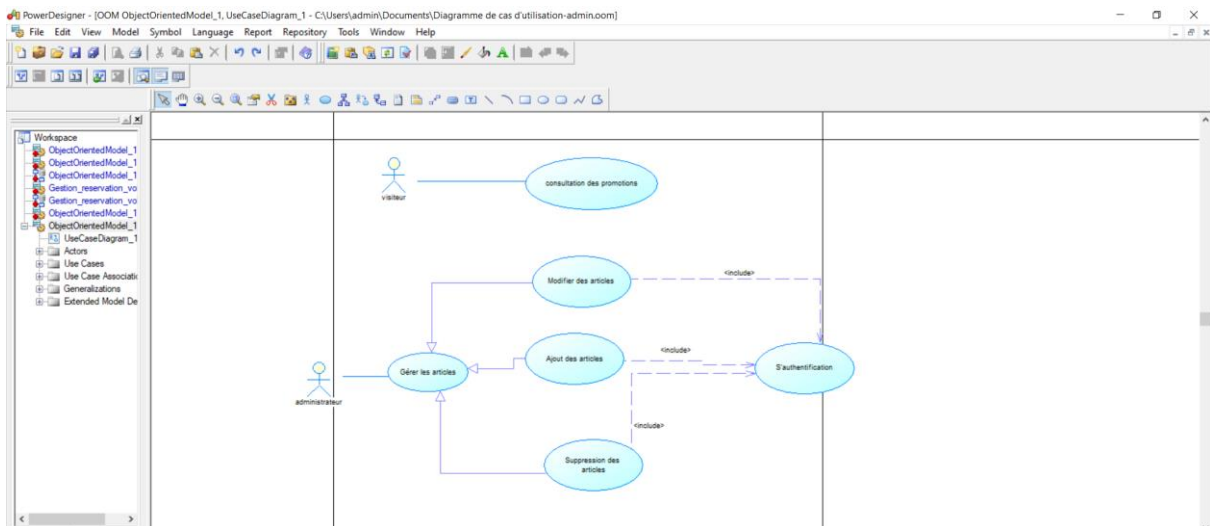 PowerDesigner - [OOM ObjectOrientedModel_1, UseCaseDiagram_1 - C:\Users\admin\Documents\Diagramme de cas d'utilisation-admin.oom]
File Edit View Model Symbol Language Report Repository Tools Window Help
Workspace
ObjectOrientedModel_1
ObjectOrientedModel_1
ObjectOrientedModel_1
Gestion_reservation_vo
Gestion_reservation_vo
ObjectOrientedModel_1
ObjectOrientedModel_1
UseCaseDiagram_1
Actors
Use Cases
Use Case Associati
Generalizations
Extended Model De
visiteur
consultation des promotions
Modifier des articles
<include>
administrateur
Gérer les articles
Ajout des articles
<include>
S'authentification
<include>
Suppression des
articles